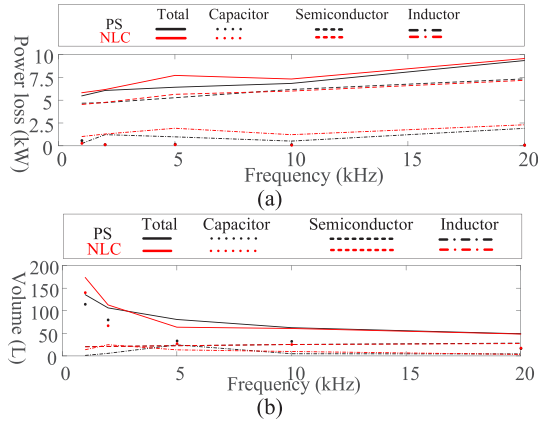 Total Capacitor Semiconductor Inductor
PS
NLC
Power loss (kW)
10
7.5
5
2.5
0
0 5 10 15 20
Frequency (kHz)
(a)
Total Capacitor Semiconductor Inductor
PS
NLC
Volume (L)
200
150
100
50
0
0 5 10 15 20
Frequency (kHz)
(b)